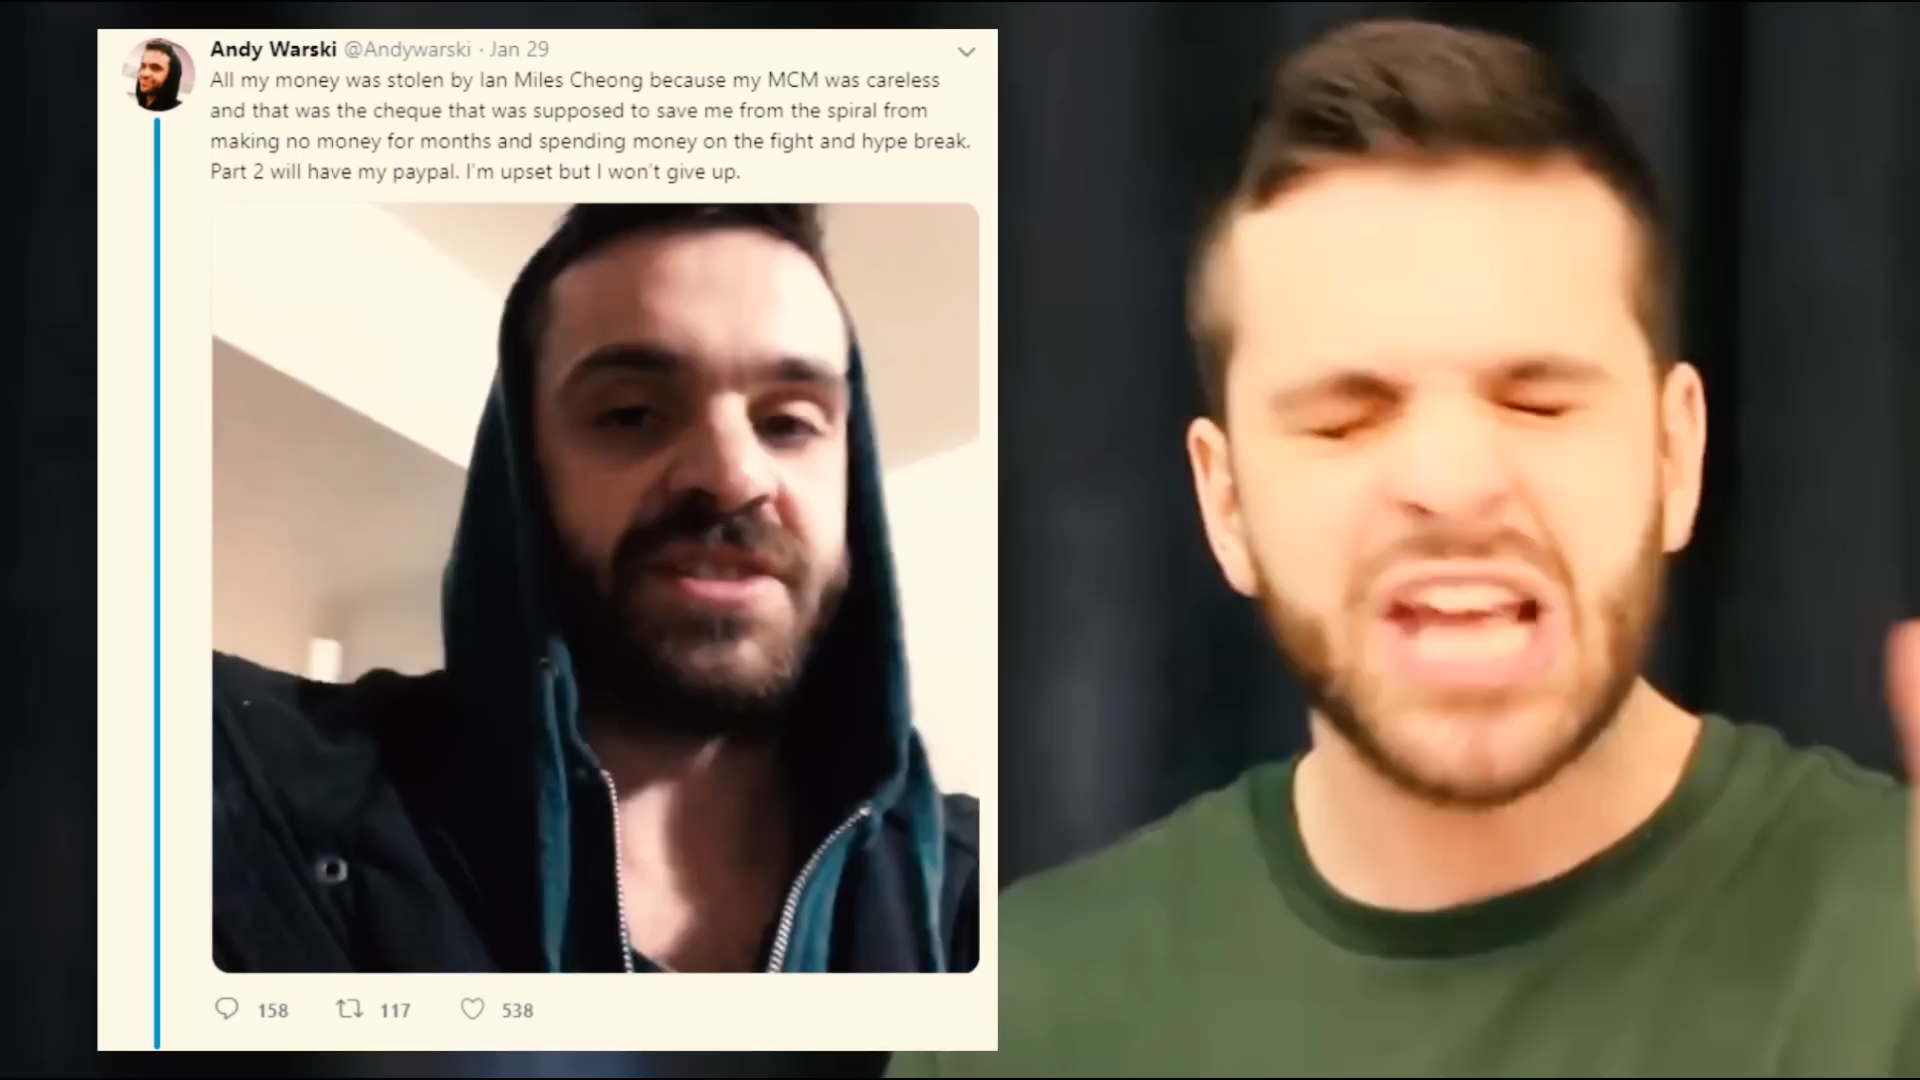 Andy Warski @Andywarski · Jan 29
All my money was stolen by Ian Miles Cheong because my MCM was careless
and that was the cheque that was supposed to save me from the spiral from
making no money for months and spending money on the fight and hype break.
Part 2 will have my paypal. I'm upset but I won't give up.
158 117 538